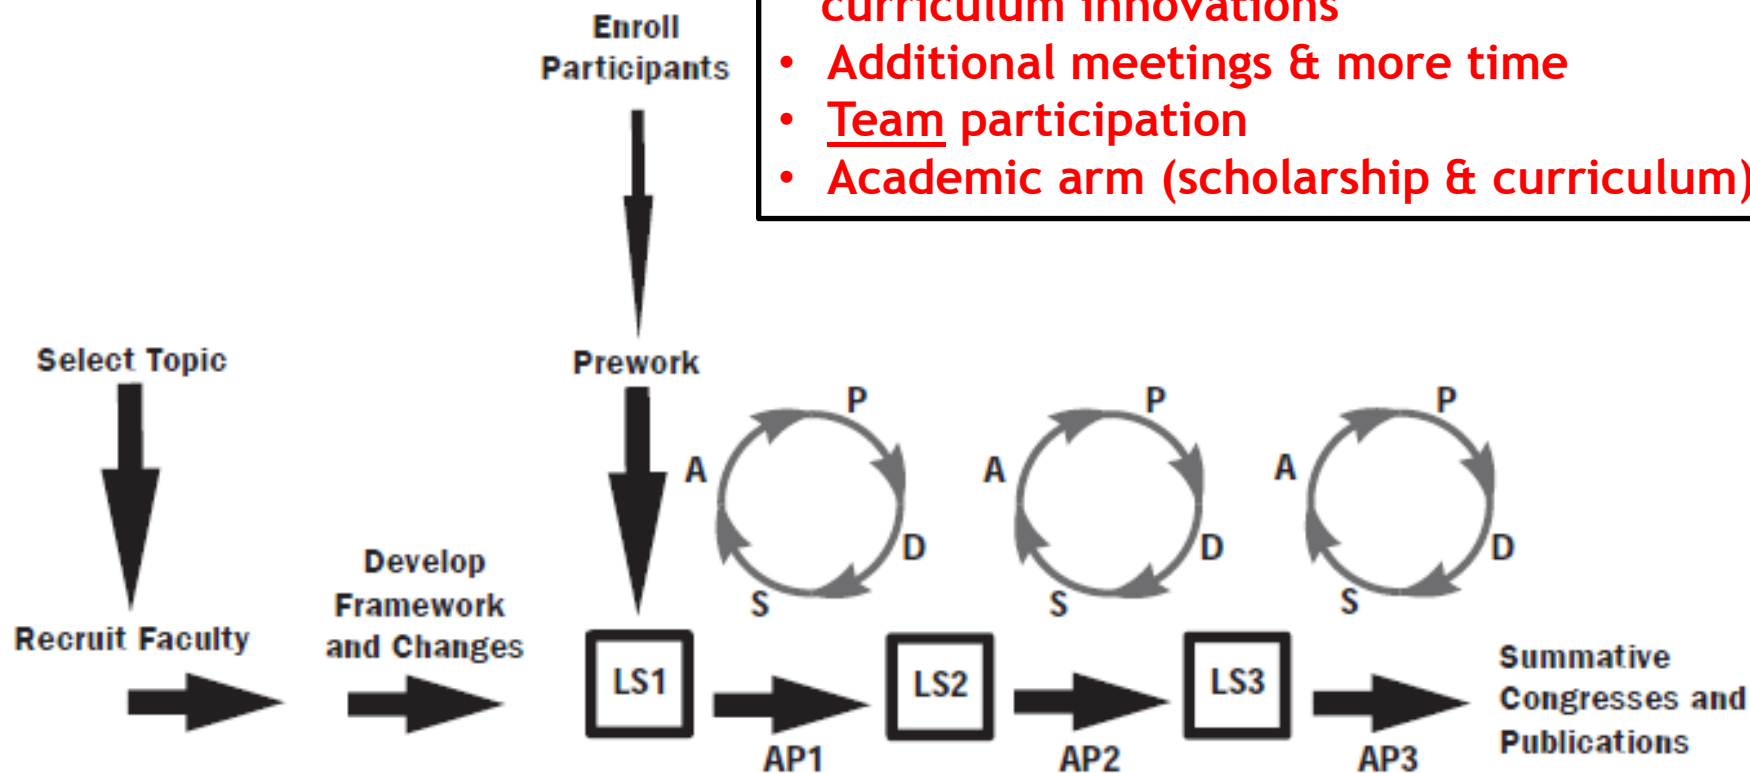 curriculum innovations
• Additional meetings & more time
• Team participation
• Academic arm (scholarship & curriculum)
Enroll
Participants
Select Topic
Prework
P
A
D
S
P
A
D
S
P
A
D
S
Recruit Faculty
Develop
Framework
and Changes
LS1
LS2
LS3
AP1
AP2
AP3
Summative
Congresses and
Publications